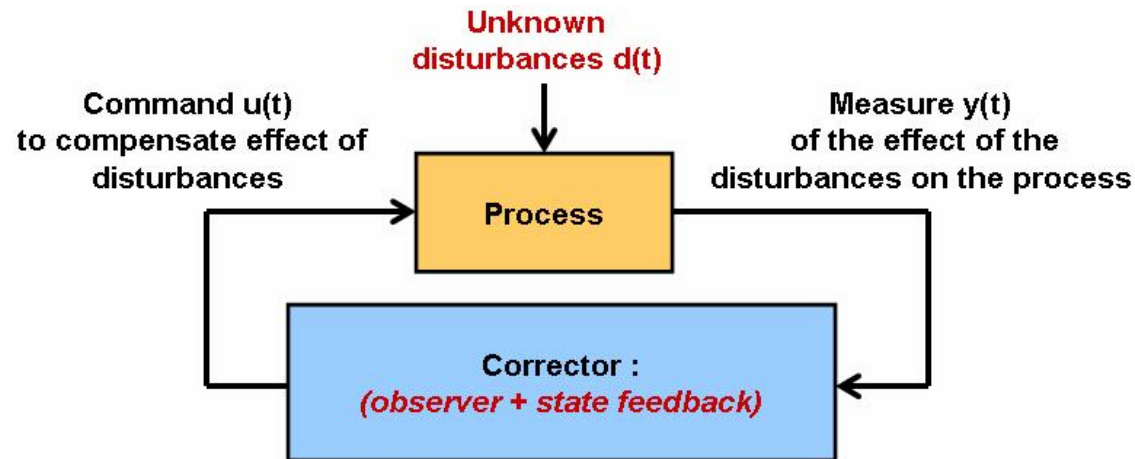 Unknown
disturbances d(t)
Command u(t)
to compensate effect of
disturbances
Measure y(t)
of the effect of the
disturbances on the process
Process
Corrector :
(observer + state feedback)